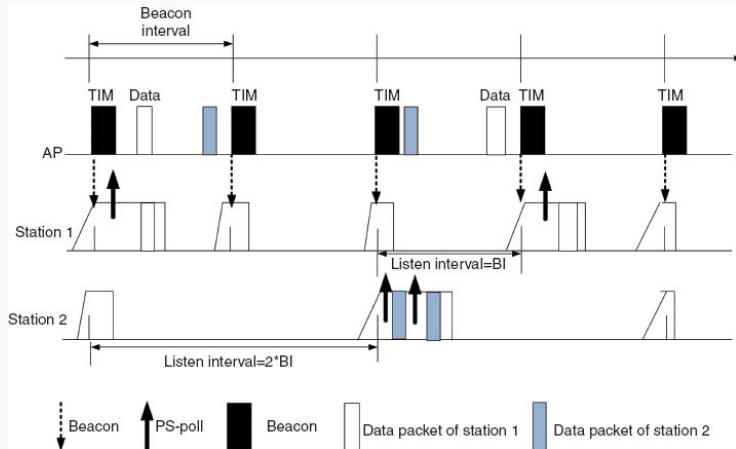 Beacon
interval
TIM Data TIM TIM Data TIM TIM
AP
Station 1
Listen interval=BI
Station 2
Listen interval=2*BI
Beacon PS-poll Beacon Data packet of station 1 Data packet of station 2